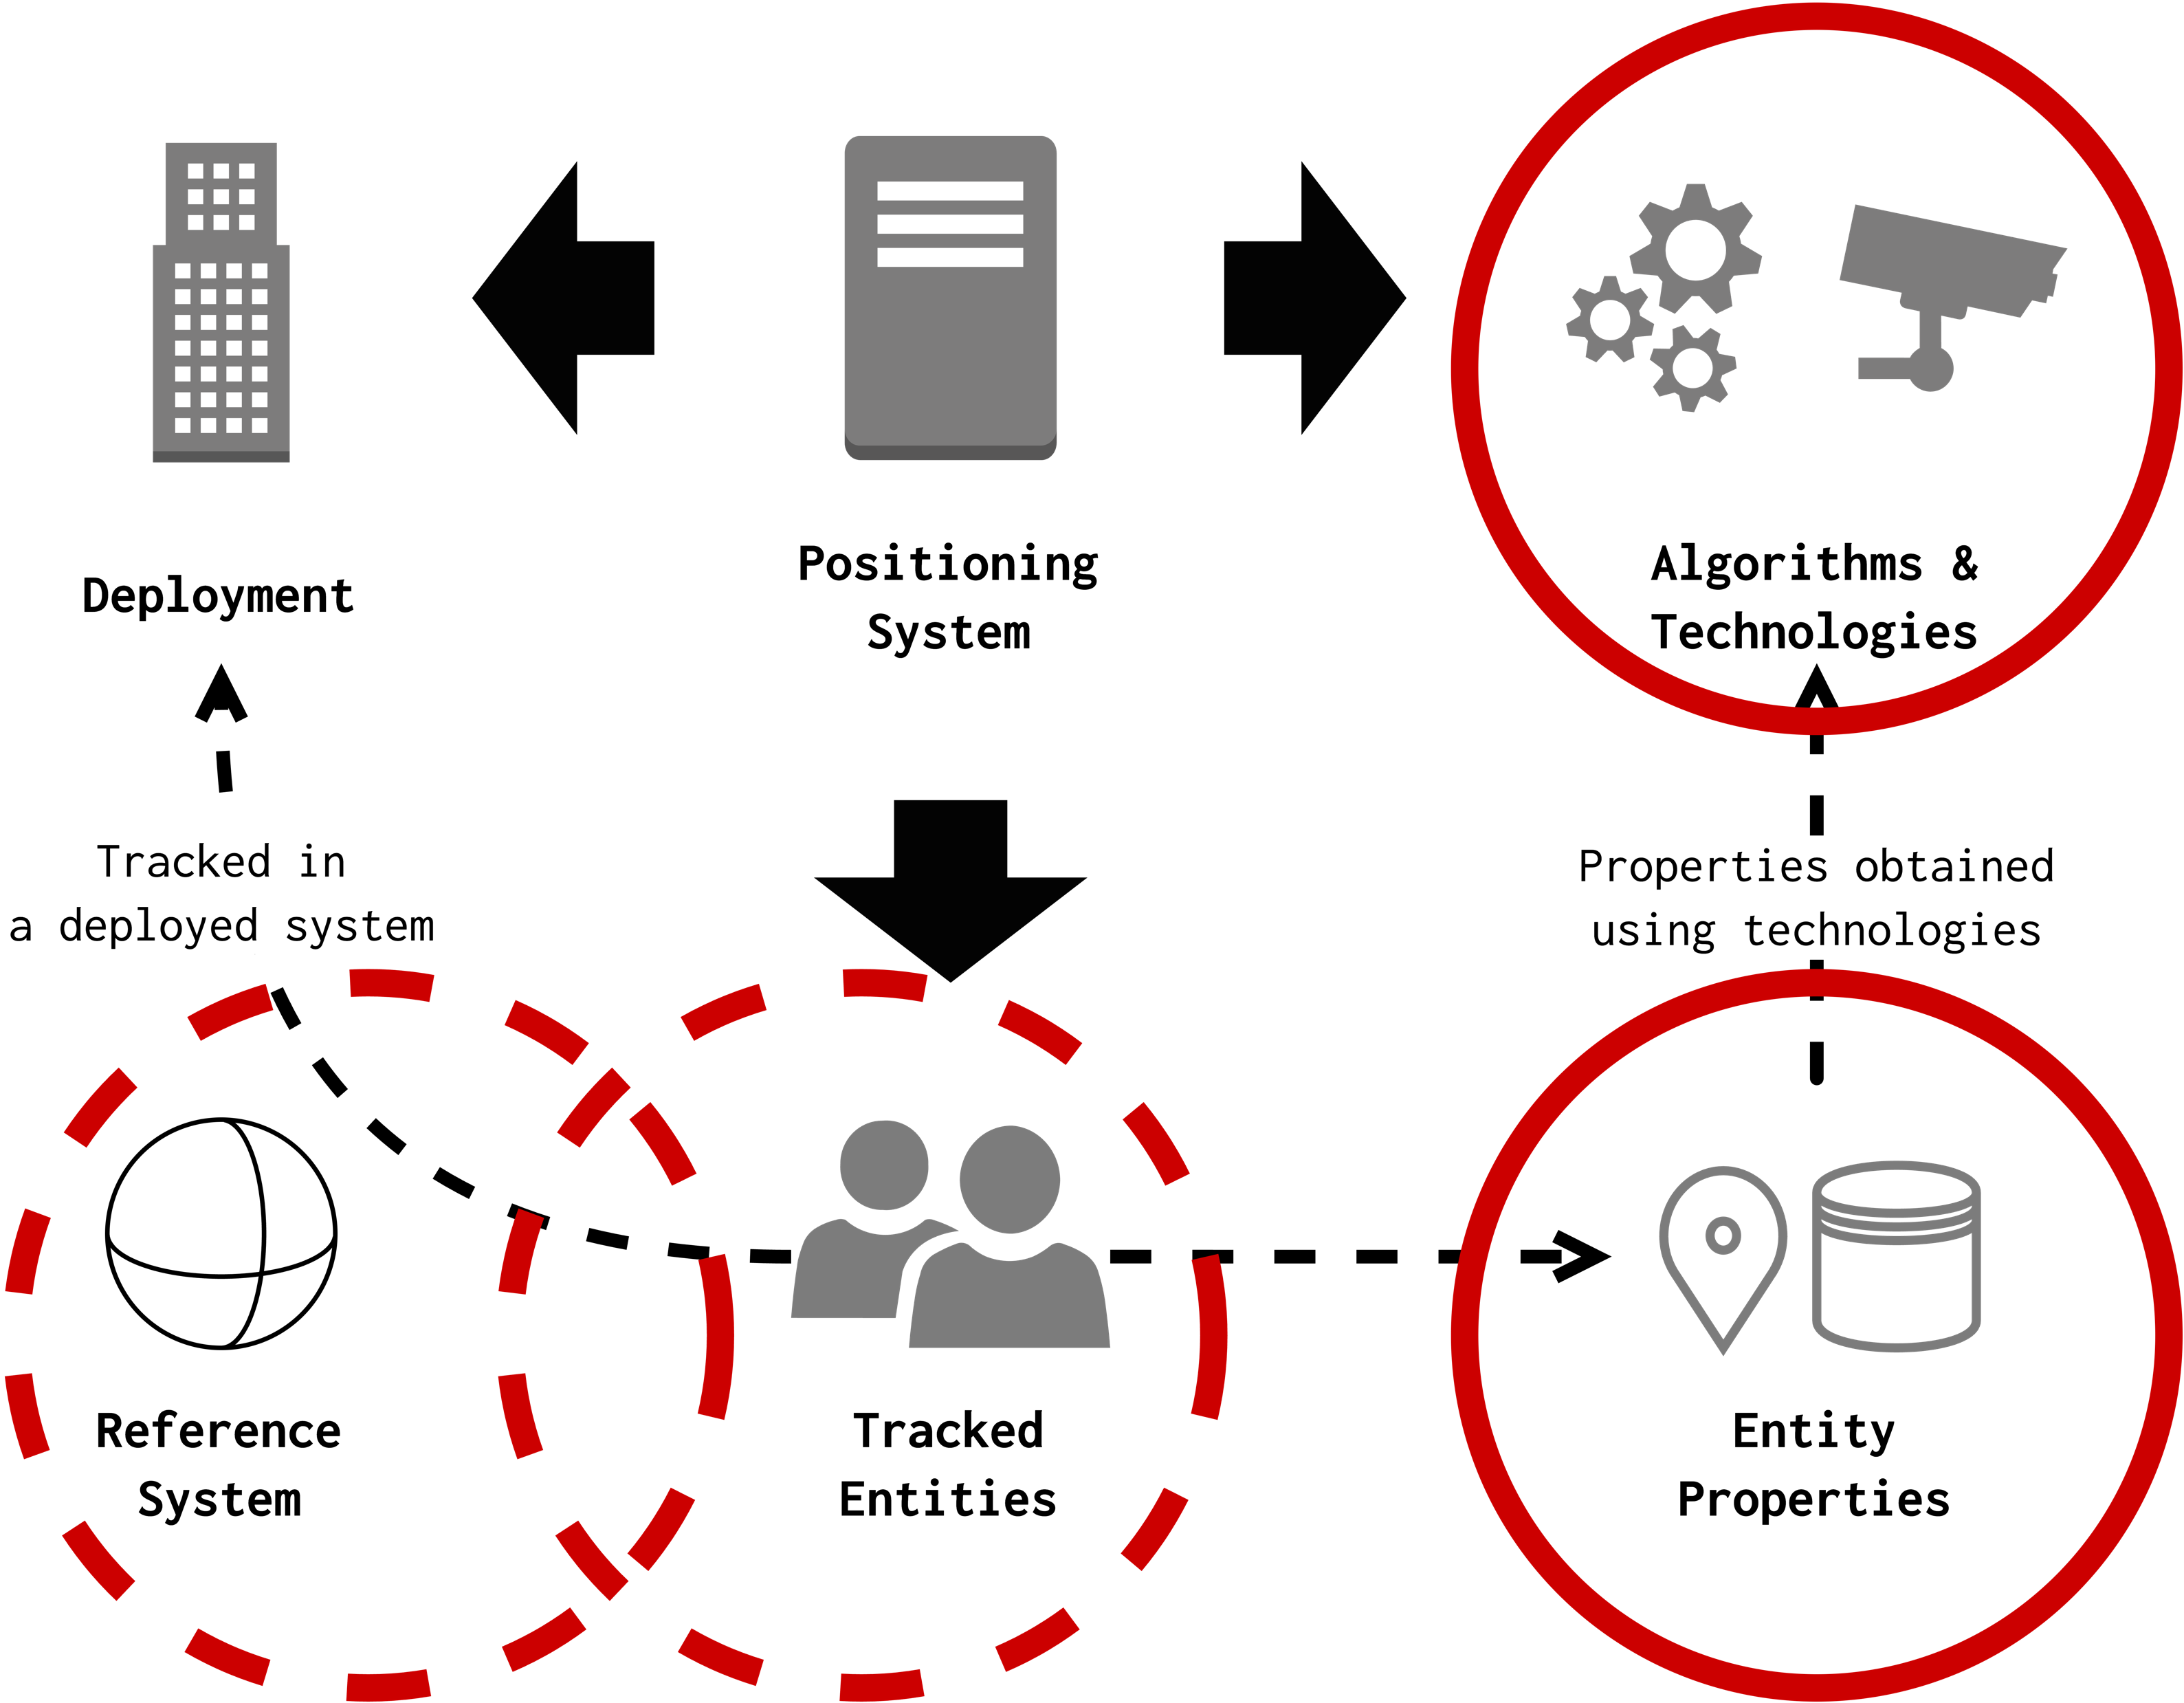 Deployment
Positioning
System
Algorithms &
Technologies
Tracked in
a deployed system
Properties obtained
using technologies
Reference
System
Tracked
Entities
Entity
Properties